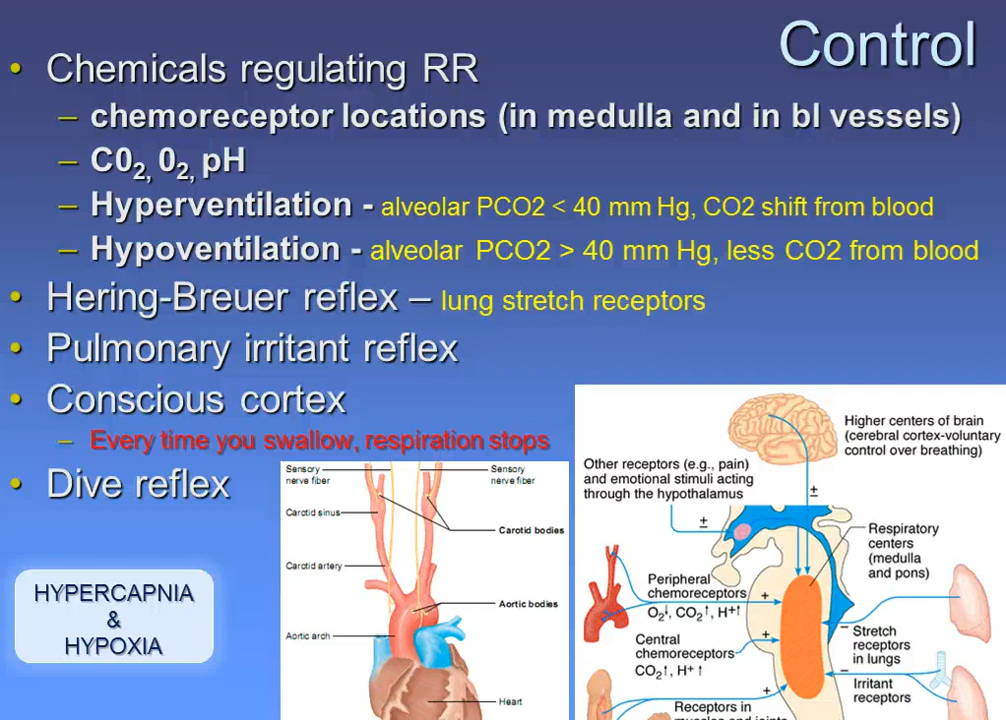 Control
• Chemicals regulating RR
– chemoreceptor locations (in medulla and in bl vessels)
– C0₂, 0₂, pH
– Hyperventilation - alveolar PCO2 < 40 mm Hg, CO2 shift from blood
– Hypoventilation - alveolar PCO2 > 40 mm Hg, less CO2 from blood
• Hering-Breuer reflex – lung stretch receptors
• Pulmonary irritant reflex
• Conscious cortex
– Every time you swallow, respiration stops
• Dive reflex
HYPERCAPNIA
&
HYPOXIA
Sensory
nerve fiber
Sensory
nerve fiber
Carotid sinus
Carotid bodies
Carotid artery
Aortic bodies
Aortic arch
Heart
Higher centers of brain
(cerebral cortex-voluntary
control over breathing)
Other receptors (e.g., pain)
and emotional stimuli acting
through the hypothalamus
±
±
Respiratory
centers
(medulla
and pons)
Peripheral
chemoreceptors
+
O₂↓, CO₂↑, H+↑
Central
chemoreceptors
+
CO₂↑, H+ ↑
–
Stretch
receptors
in lungs
–
Irritant
receptors
+
Receptors in
muscles and joints